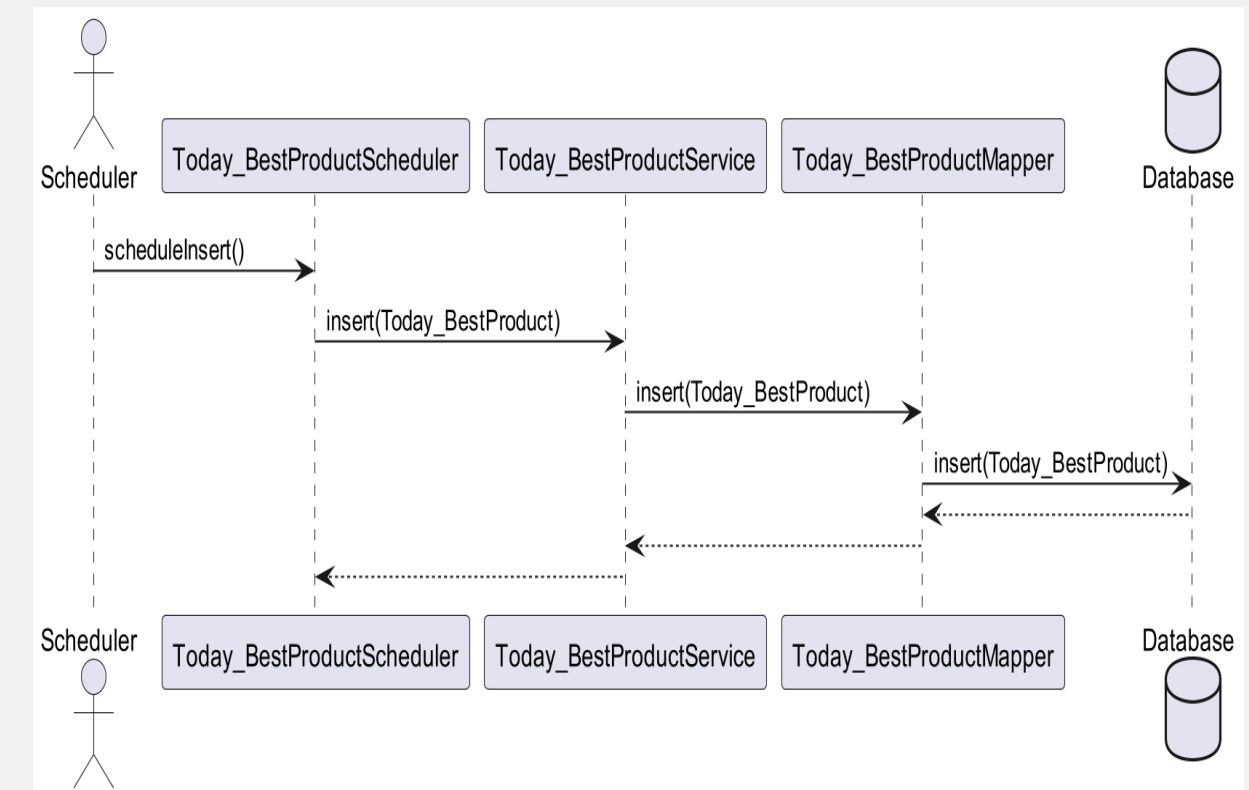 Scheduler
Today_BestProductScheduler
Today_BestProductService
Today_BestProductMapper
Database
scheduleInsert()
insert(Today_BestProduct)
insert(Today_BestProduct)
insert(Today_BestProduct)
Scheduler
Today_BestProductScheduler
Today_BestProductService
Today_BestProductMapper
Database